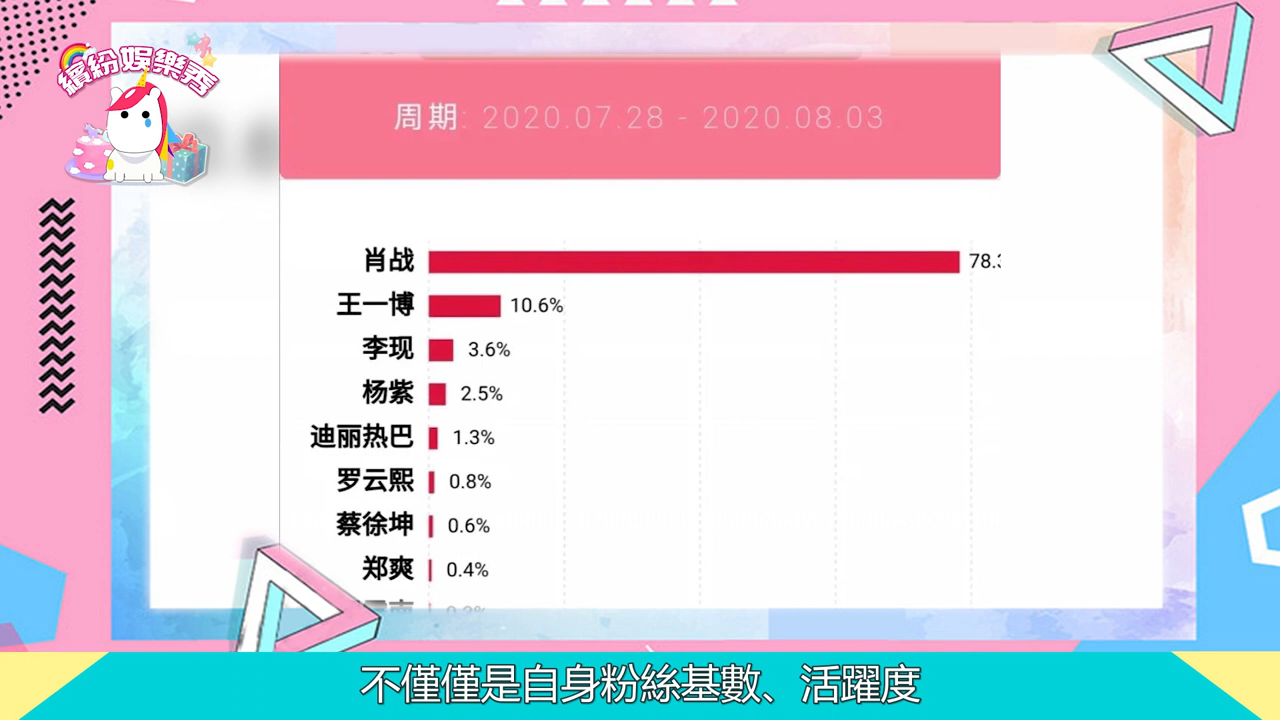 繽紛娛樂秀
周期: 2020.07.28 - 2020.08.03
肖战 78.3
王一博 10.6%
李现 3.6%
杨紫 2.5%
迪丽热巴 1.3%
罗云熙 0.8%
蔡徐坤 0.6%
郑爽 0.4%
不僅僅是自身粉絲基數、活躍度